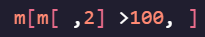 m[m[ ,2] >100, ]